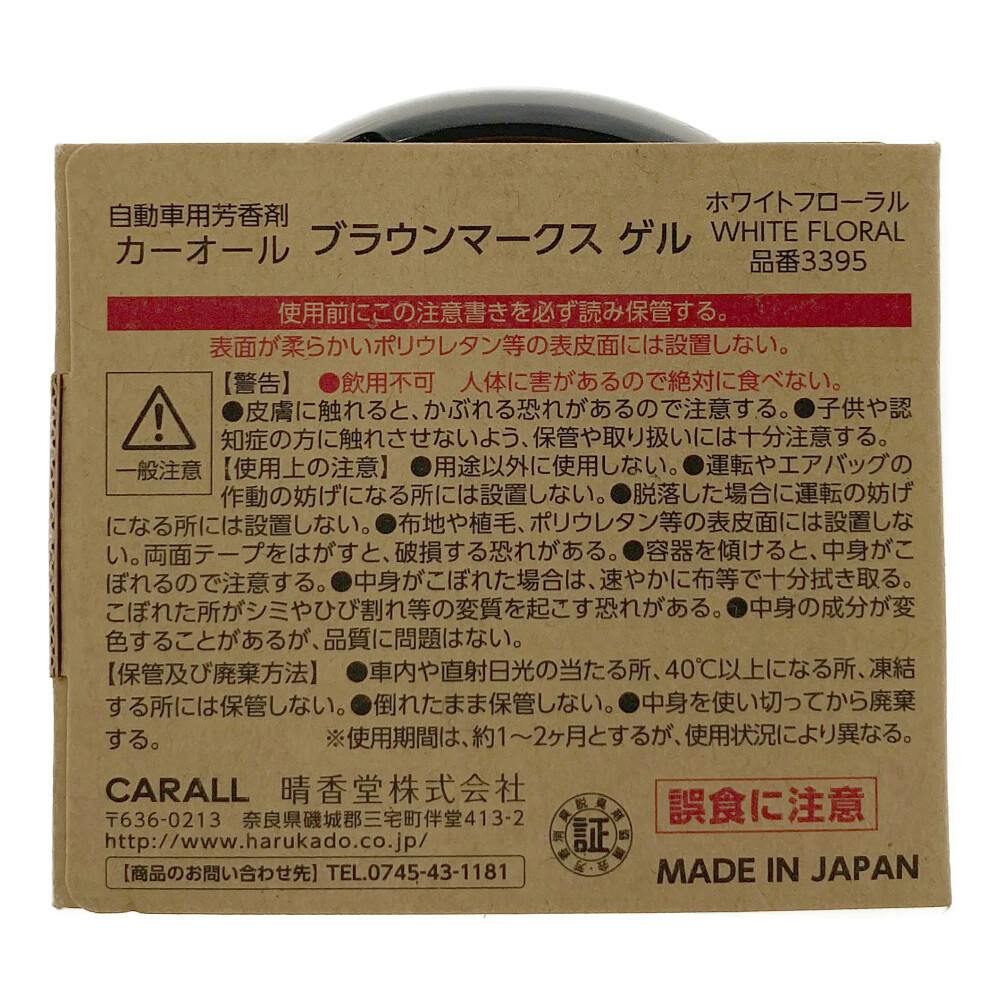 自動車用芳香剤
カーオール ブラウンマークス ゲル
ホワイトフローラル
WHITE FLORAL
品番3395
使用前にこの注意書きを必ず読み保管する。
表面が柔らかいポリウレタン等の表皮面には設置しない。
一般注意
【警告】 ●飲用不可 人体に害があるので絶対に食べない。
●皮膚に触れると、かぶれる恐れがあるので注意する。●子供や認
知症の方に触れさせないよう、保管や取り扱いには十分注意する。
【使用上の注意】●用途以外に使用しない。●運転やエアバッグの
作動の妨げになる所には設置しない。●脱落した場合に運転の妨げ
になる所には設置しない。●布地や植毛、ポリウレタン等の表皮面には設置しな
い。両面テープをはがすと、破損する恐れがある。●容器を傾けると、中身がこ
ぼれるので注意する。●中身がこぼれた場合は、速やかに布等で十分拭き取る。
こぼれた所がシミやひび割れ等の変質を起こす恐れがある。●中身の成分が変
色することがあるが、品質に問題はない。
【保管及び廃棄方法】●車内や直射日光の当たる所、40℃以上になる所、凍結
する所には保管しない。●倒れたまま保管しない。●中身を使い切ってから廃棄
する。 ※使用期間は、約1〜2ヶ月とするが、使用状況により異なる。
CARALL 晴香堂株式会社
〒636-0213 奈良県磯城郡三宅町伴堂413-2
http://www.harukado.co.jp/
【商品のお問い合わせ先】TEL.0745-43-1181
芳香消臭脱臭剤協議会
証
誤食に注意
MADE IN JAPAN